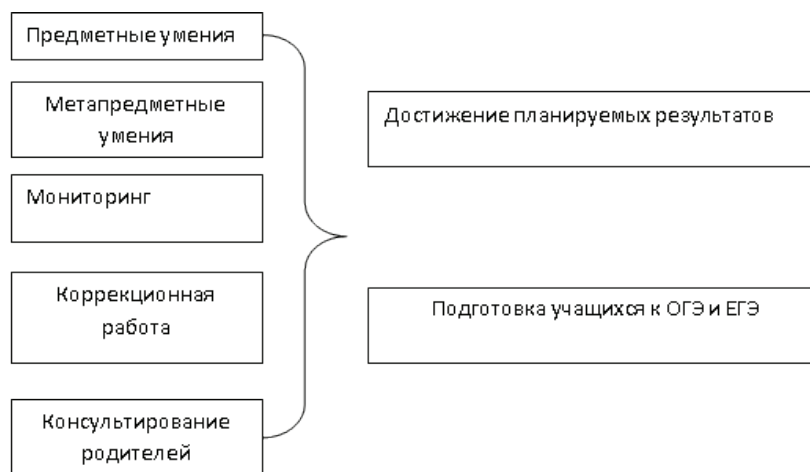 Предметные умения
Метапредметные
умения
Мониторинг
Коррекционная
работа
Консультирование
родителей
Достижение планируемых результатов
Подготовка учащихся к ОГЭ и ЕГЭ